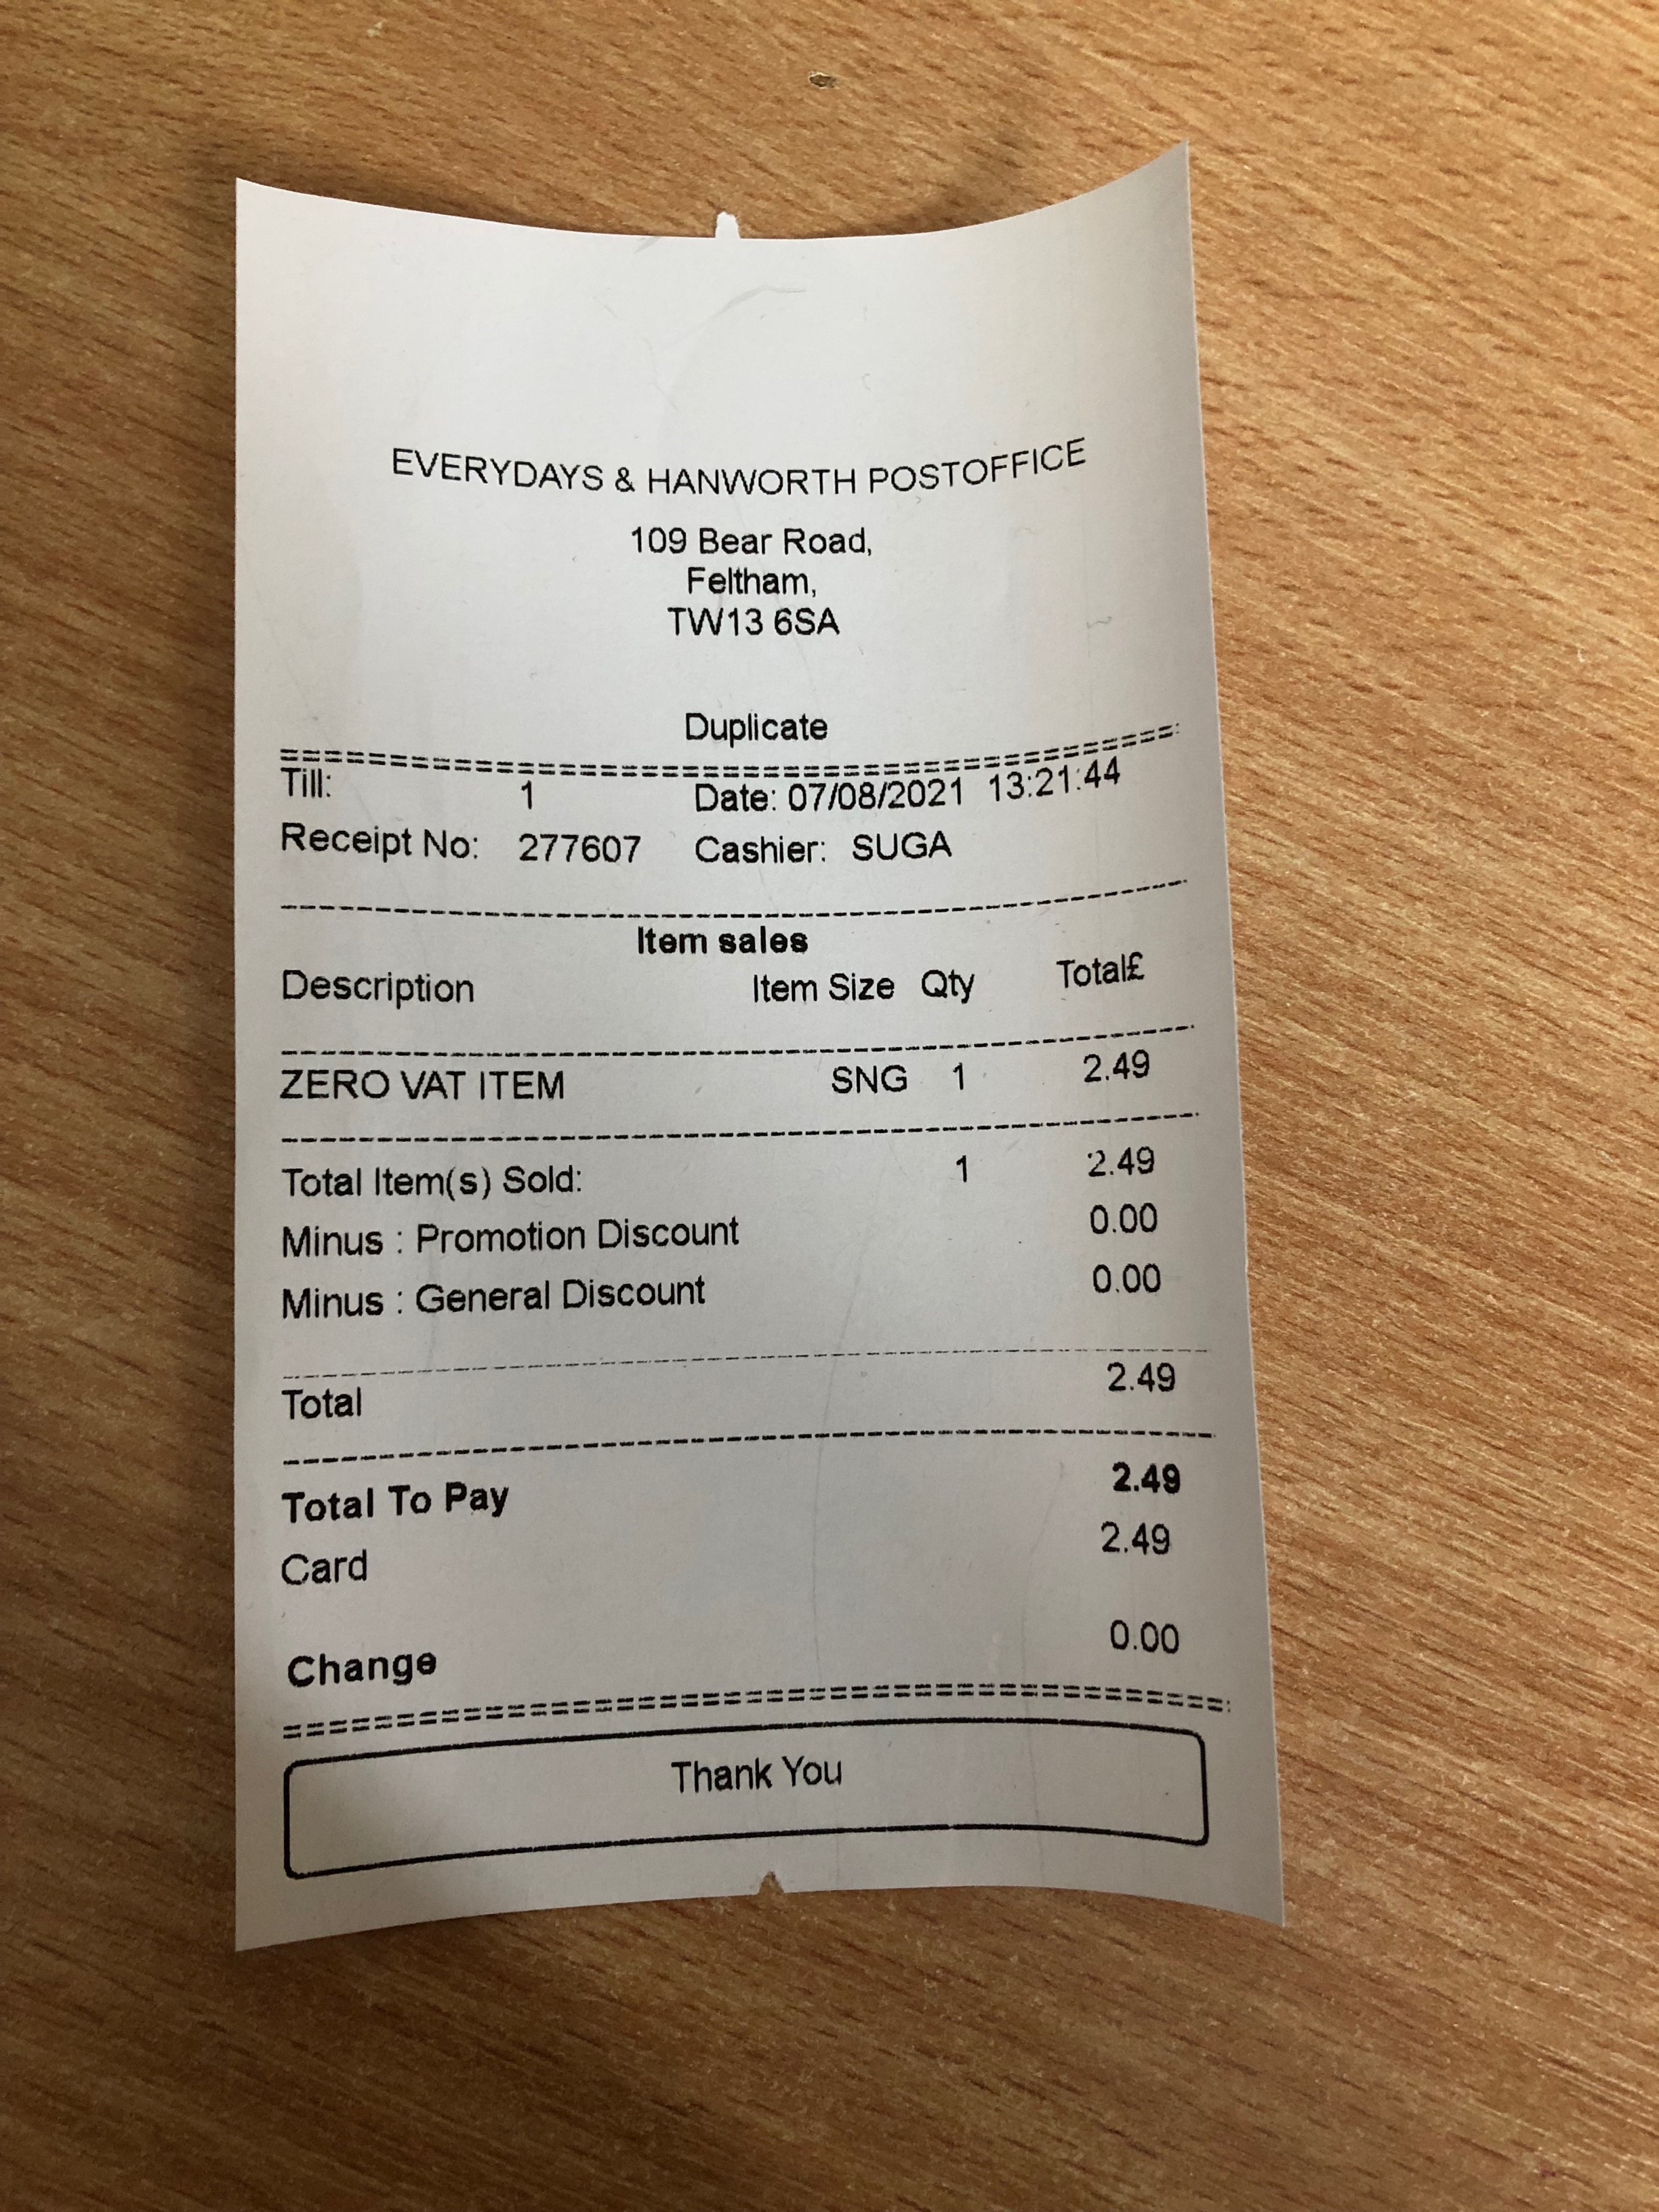 EVERYDAYS & HANWORTH POSTOFFICE
109 Bear Road,
Feltham,
TW13 6SA
Duplicate
Till: 1 Date: 07/08/2021 13:21:44
Receipt No: 277607 Cashier: SUGA
Item sales
Description Item Size Qty Total£
ZERO VAT ITEM SNG 1 2.49
Total Item(s) Sold: 1 2.49
Minus : Promotion Discount 0.00
Minus : General Discount 0.00
Total 2.49
Total To Pay 2.49
Card 2.49
Change 0.00
Thank You